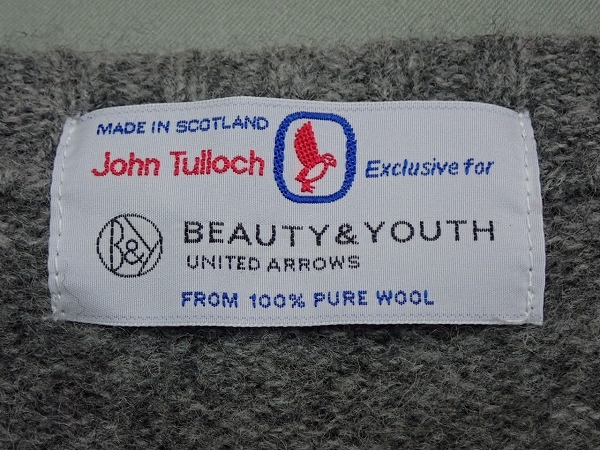 MADE IN SCOTLAND
John Tulloch
Exclusive for
B&Y
BEAUTY&YOUTH
UNITED ARROWS
FROM 100% PURE WOOL